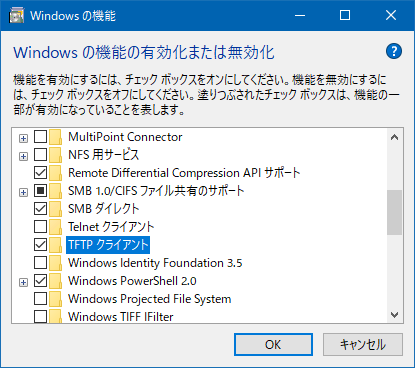 Windows の機能
Windows の機能の有効化または無効化
機能を有効にするには、チェック ボックスをオンにしてください。機能を無効にするに
は、チェック ボックスをオフにしてください。塗りつぶされたチェック ボックスは、機能の一
部が有効になっていることを表します。
MultiPoint Connector
NFS 用サービス
Remote Differential Compression API サポート
SMB 1.0/CIFS ファイル共有のサポート
SMB ダイレクト
Telnet クライアント
TFTP クライアント
Windows Identity Foundation 3.5
Windows PowerShell 2.0
Windows Projected File System
Windows TIFF IFilter
OK キャンセル